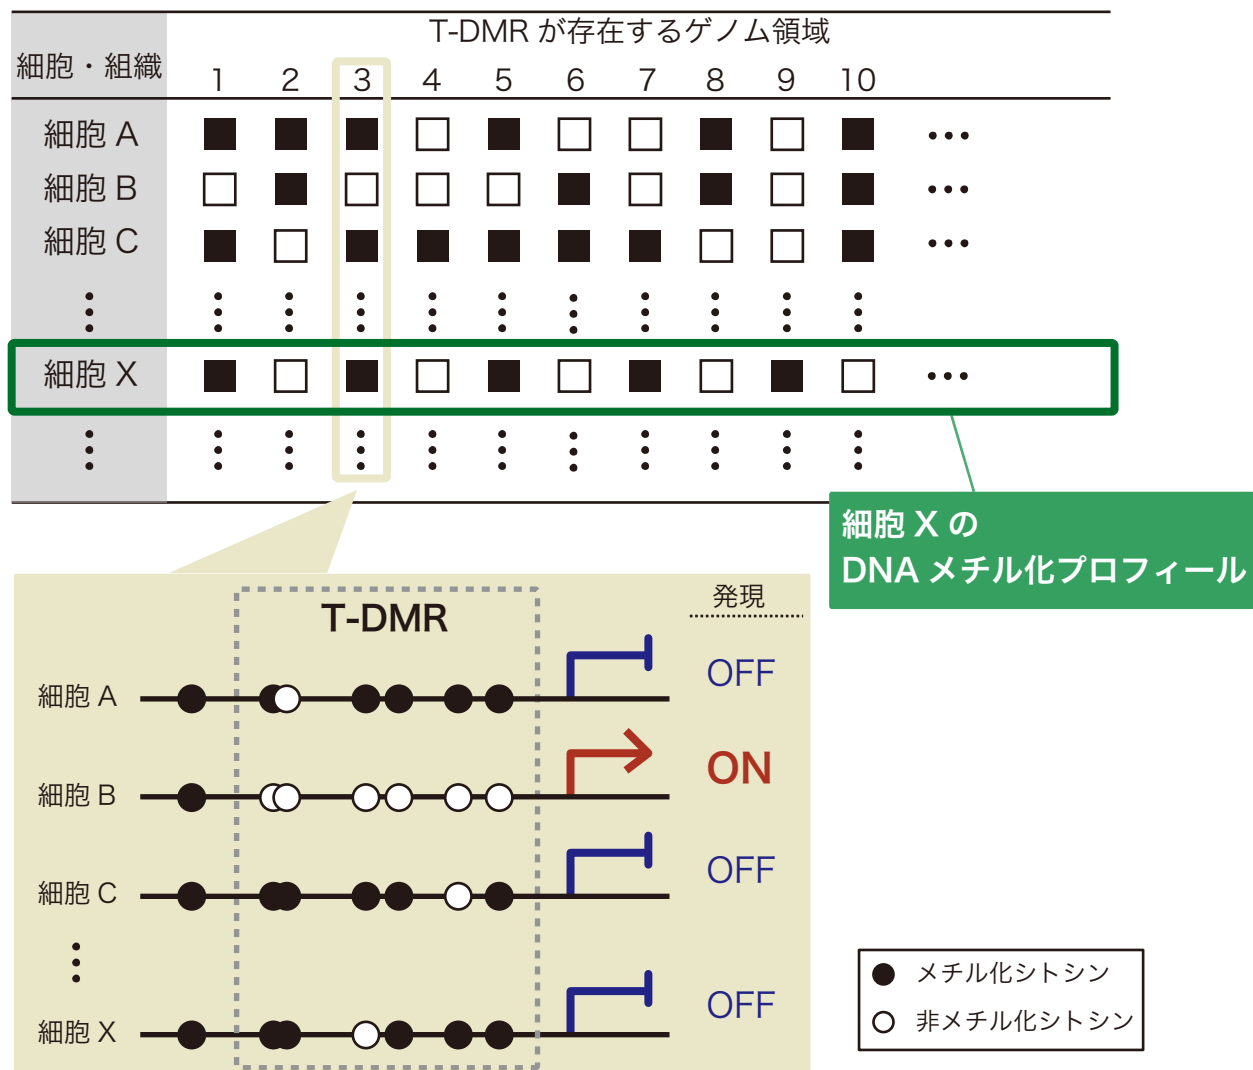 T-DMR が存在するゲノム領域
細胞・組織 1 2 3 4 5 6 7 8 9 10
細胞 A •••
細胞 B •••
細胞 C •••
細胞 X •••
細胞 X の
DNA メチル化プロフィール
T-DMR 発現
細胞 A OFF
細胞 B ON
細胞 C OFF
細胞 X OFF
メチル化シトシン
非メチル化シトシン